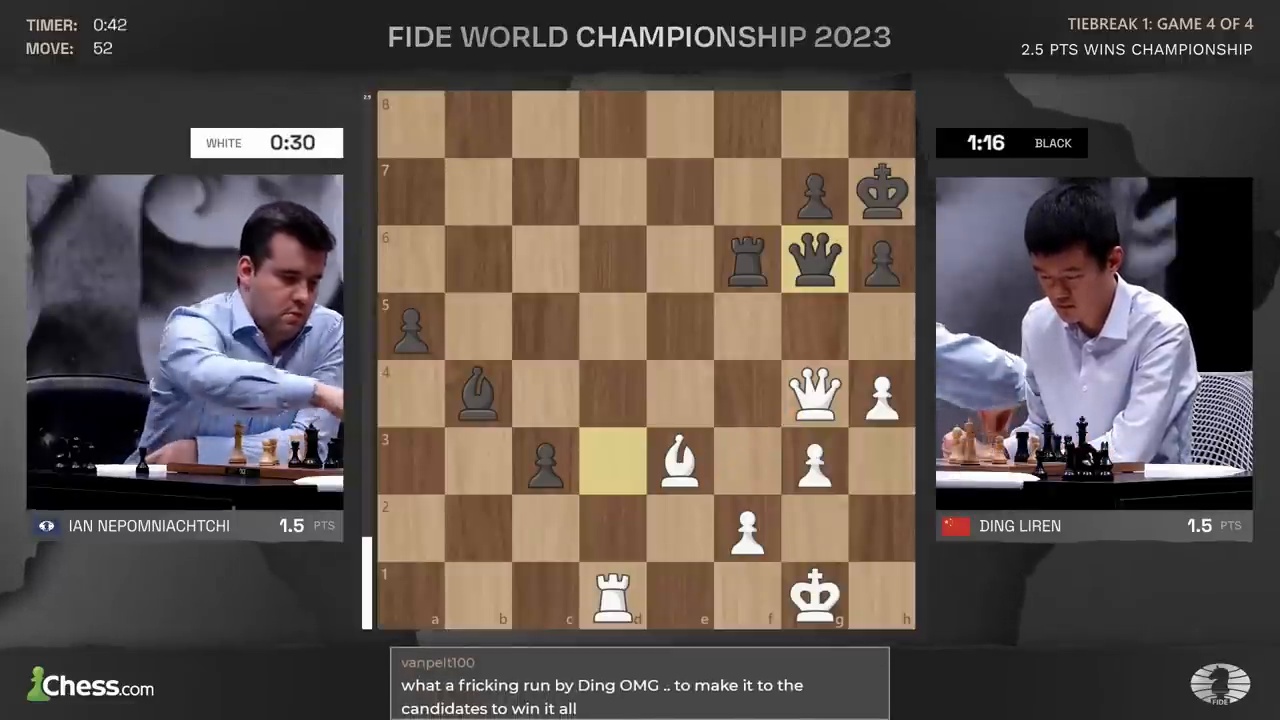 TIMER: 0:42
MOVE: 52
FIDE WORLD CHAMPIONSHIP 2023
TIEBREAK 1: GAME 4 OF 4
2.5 PTS WINS CHAMPIONSHIP
WHITE 0:30
1:16 BLACK
2.5
8
7
6
5
4
3
2
1
a b c d e f g h
IAN NEPOMNIACHTCHI 1.5 PTS
DING LIREN 1.5 PTS
vanpelt100
what a fricking run by Ding OMG .. to make it to the
candidates to win it all
Chess.com
FIDE